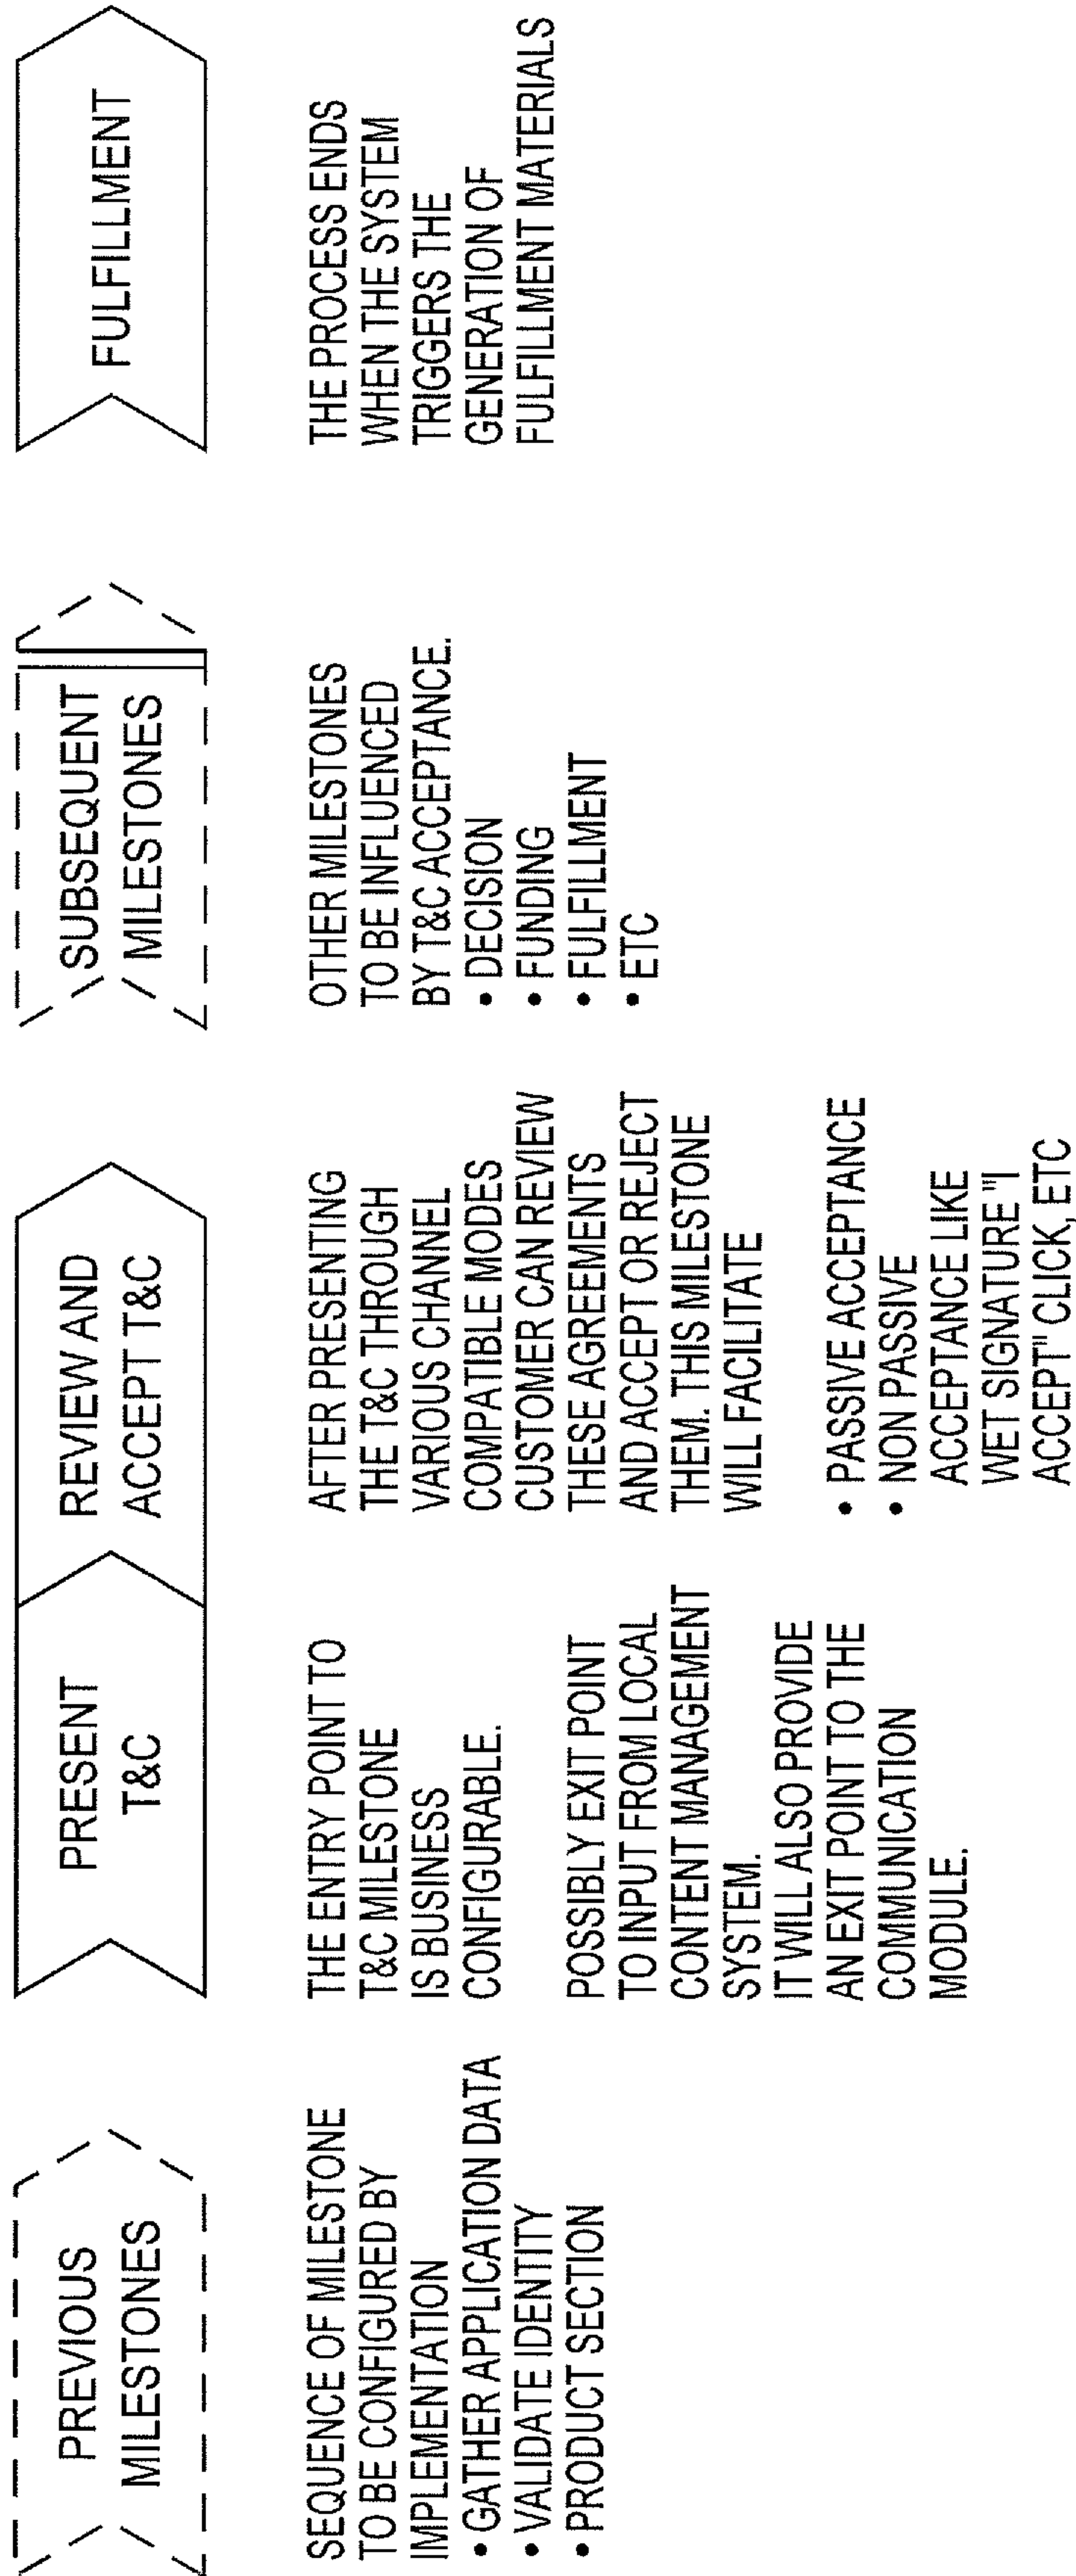 PREVIOUS
MILESTONES
SEQUENCE OF MILESTONE
TO BE CONFIGURED BY
IMPLEMENTATION
• GATHER APPLICATION DATA
• VALIDATE IDENTITY
• PRODUCT SECTION
PRESENT
T&C
THE ENTRY POINT TO
T&C MILESTONE
IS BUSINESS
CONFIGURABLE.
POSSIBLY EXIT POINT
TO INPUT FROM LOCAL
CONTENT MANAGEMENT
SYSTEM.
IT WILL ALSO PROVIDE
AN EXIT POINT TO THE
COMMUNICATION
MODULE.
REVIEW AND
ACCEPT T&C
AFTER PRESENTING
THE T&C THROUGH
VARIOUS CHANNEL
COMPATIBLE MODES
CUSTOMER CAN REVIEW
THESE AGREEMENTS
AND ACCEPT OR REJECT
THEM. THIS MILESTONE
WILL FACILITATE
• PASSIVE ACCEPTANCE
• NON PASSIVE
ACCEPTANCE LIKE
WET SIGNATURE "I
ACCEPT" CLICK, ETC
SUBSEQUENT
MILESTONES
OTHER MILESTONES
TO BE INFLUENCED
BY T&C ACCEPTANCE.
• DECISION
• FUNDING
• FULFILLMENT
• ETC
FULFILLMENT
THE PROCESS ENDS
WHEN THE SYSTEM
TRIGGERS THE
GENERATION OF
FULFILLMENT MATERIALS